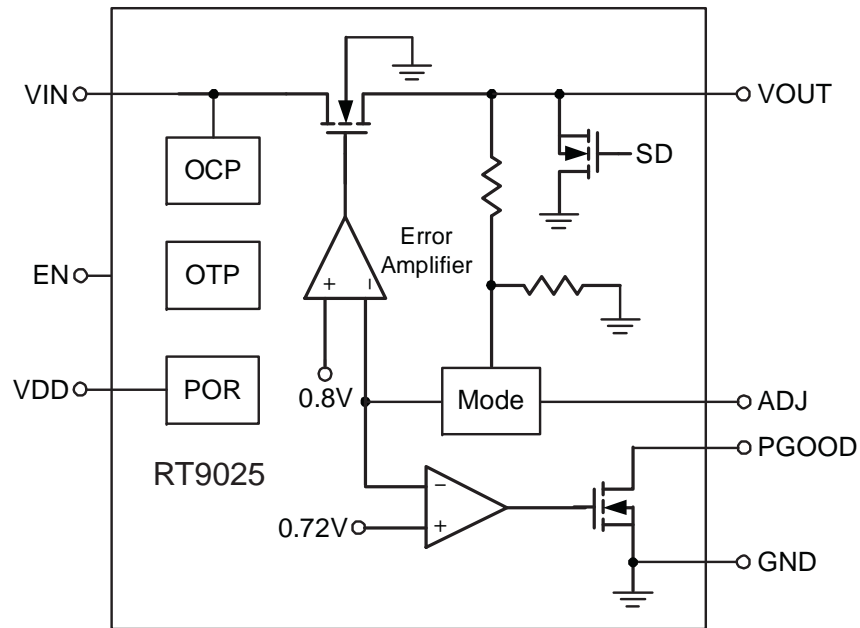 VIN
VOUT
OCP
SD
Error
Amplifier
EN
OTP
+ −
VDD
POR
0.8V
Mode
ADJ
PGOOD
RT9025
−
0.72V
+
GND